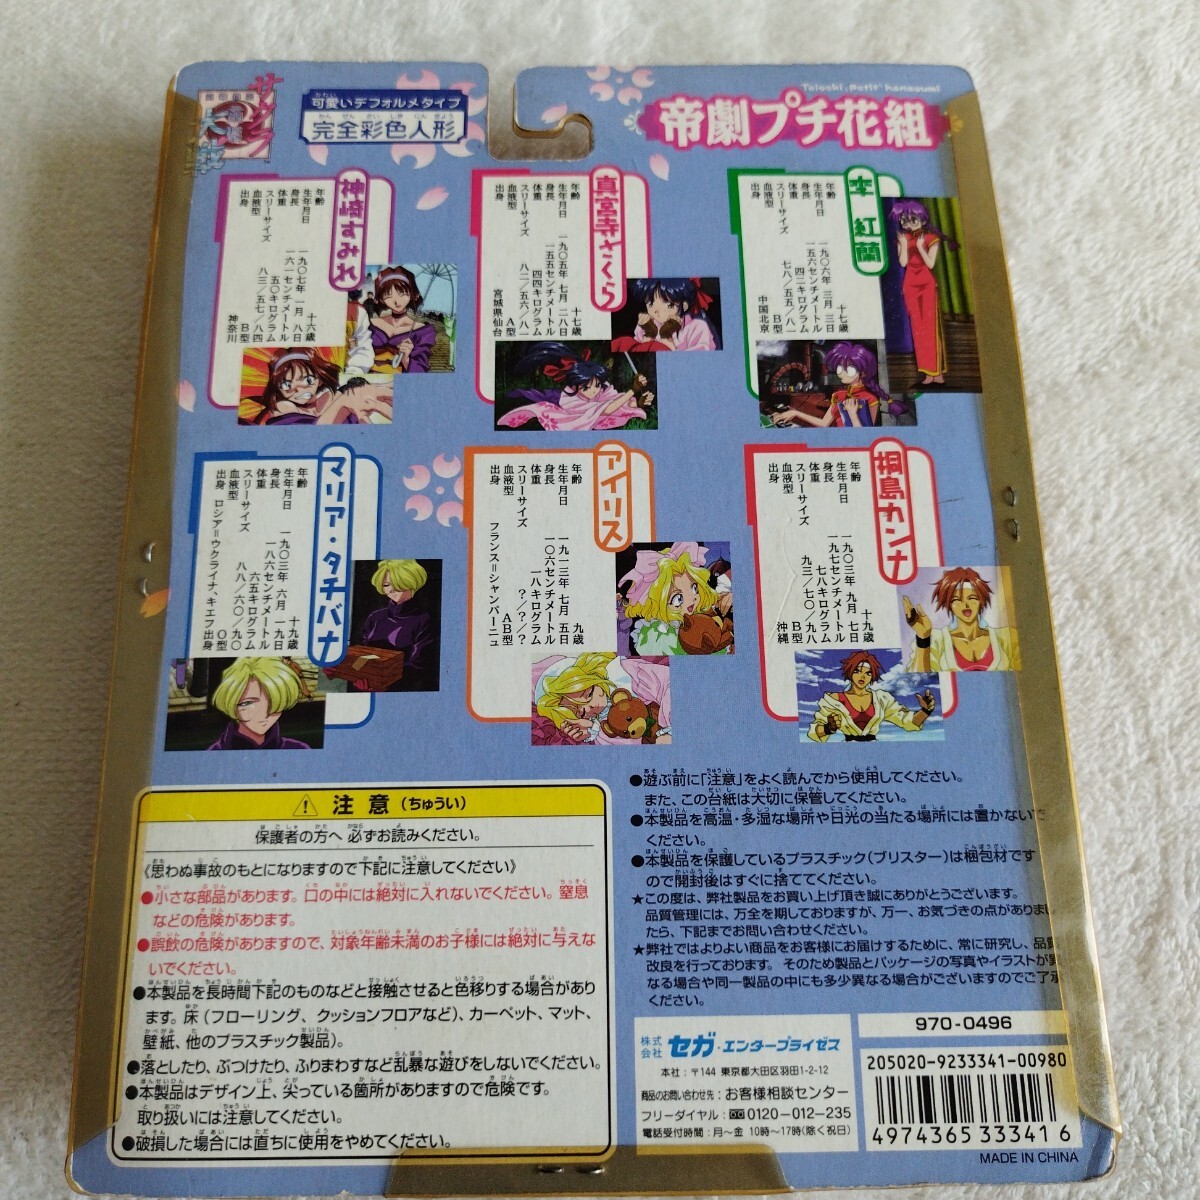 サクラ大戦
かわい
可愛いデフォルメタイプ
かんぜんさいしきにんぎょう
完全彩色人形
Teigeki petit' hanagumi
帝劇プチ花組
神崎すみれ
年齢 十六歳
生年月日 一九〇七年 一月 八日
身長 一六一センチメートル
体重 五〇キログラム
スリーサイズ 八三/五七/八四
血液型 B型
出身 神奈川
真宮寺さくら
年齢 十七歳
生年月日 一九〇五年 七月 二八日
身長 一五五センチメートル
体重 四四キログラム
スリーサイズ 八二/五六/八一
血液型 A型
出身 宮城県仙台
李 紅蘭
年齢 十七歳
生年月日 一九〇六年 三月 三日
身長 一五六センチメートル
体重 四二キログラム
スリーサイズ 七八/五五/八一
血液型 B型
出身 中国北京
マリア・タチバナ
年齢 十九歳
生年月日 一九〇三年 六月 一九日
身長 一八六センチメートル
体重 六五キログラム
スリーサイズ 八八/六〇/九〇
血液型 O型
出身 ロシア=ウクライナ、キエフ出身
アイリス
年齢 九歳
生年月日 一九一三年 七月 五日
身長 一〇六センチメートル
体重 一八キログラム
スリーサイズ ?/?/?
血液型 AB型
出身 フランス=シャンパーニュ
桐島カンナ
年齢 十九歳
生年月日 一九〇三年 九月 七日
身長 一九七センチメートル
体重 七八キログラム
スリーサイズ 九三/七〇/九八
血液型 B型
出身 沖縄
注意(ちゅうい)
保護者の方へ 必ずお読みください。
《思わぬ事故のもとになりますので下記に注意してください》
●小さな部品があります。口の中には絶対に入れないでください。窒息
などの危険があります。
●誤飲の危険がありますので、対象年齢未満のお子様には絶対に与えな
いでください。
●本製品を長時間下記のものなどと接触させると色移りする場合があり
ます。床(フローリング、クッションフロアなど)、カーペット、マット、
壁紙、他のプラスチック製品)。
●落としたり、ぶつけたり、ふりまわすなど乱暴な遊びをしないでください。
●本製品はデザイン上、尖っている箇所がありますので危険です。
取り扱いには注意してください。
●破損した場合には直ちに使用をやめてください。
●遊ぶ前に「注意」をよく読んでから使用してください。
また、この台紙は大切に保管してください。
●本製品を高温・多湿な場所や日光の当たる場所には置かないで
ください。
●本製品を保護しているプラスチック(ブリスター)は梱包材です
ので開封後はすぐに捨ててください。
★この度は、弊社製品をお買い上げ頂き誠にありがとうございます。
品質管理には、万全を期しておりますが、万一、お気づきの点がありまし
たら、下記までお問い合わせください。
★弊社ではよりよい商品をお客様にお届けするために、常に研究し、品質
改良を行っております。そのため製品とパッケージの写真やイラストが異
なる場合や同一製品の中にも多少異なる場合がございますのでご了承
ください。
株式会社 セガ・エンタープライゼス
本社:〒144 東京都大田区羽田1-2-12
商品のお問い合わせ先:お客様相談センター
フリーダイヤル:0120-012-235
電話受付時間:月〜金 10時〜17時(除く祝日)
970-0496
205020-9233341-00980
4974365333416
MADE IN CHINA